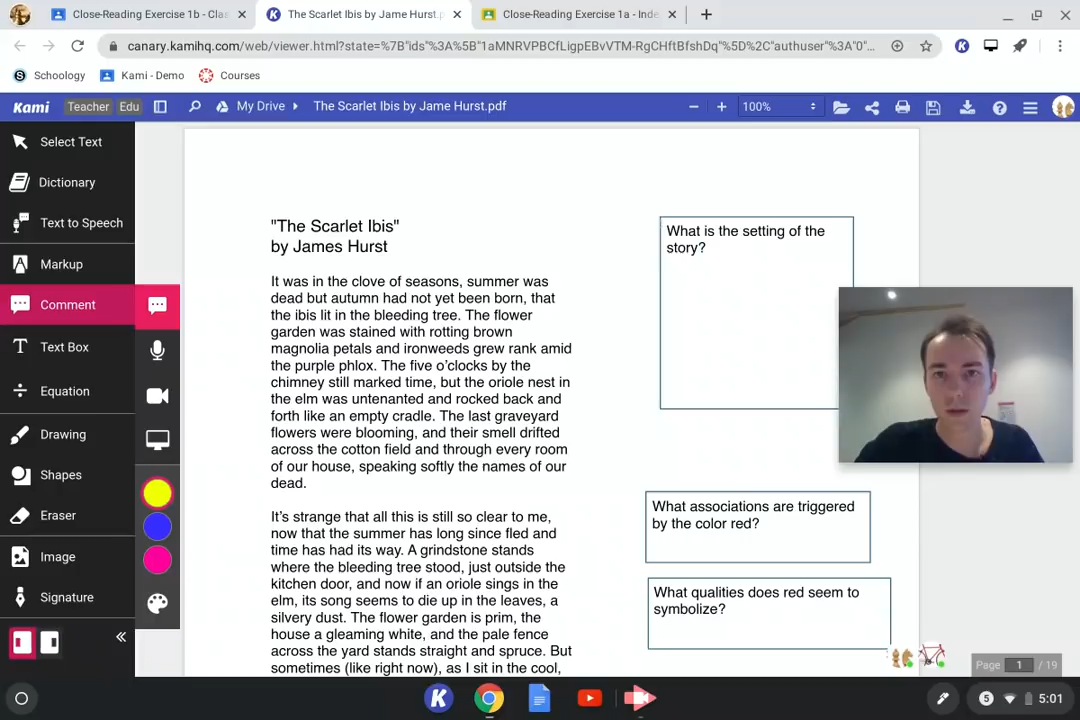 Close-Reading Exercise 1b - Clas
The Scarlet Ibis by Jame Hurst.p
Close-Reading Exercise 1a - Inde
canary.kamihq.com/web/viewer.html?state=%7B"ids"%3A%5B"1aMNRVPBCfLigpEBvVTM-RgCHftBfshDq"%5D%2C"authuser"%3A"0"...
Schoology
Kami - Demo
Courses
Kami Teacher Edu
My Drive
The Scarlet Ibis by Jame Hurst.pdf
100%
Select Text
Dictionary
Text to Speech
Markup
Comment
Text Box
Equation
Drawing
Shapes
Eraser
Image
Signature
"The Scarlet Ibis"
by James Hurst
It was in the clove of seasons, summer was
dead but autumn had not yet been born, that
the ibis lit in the bleeding tree. The flower
garden was stained with rotting brown
magnolia petals and ironweeds grew rank amid
the purple phlox. The five o'clocks by the
chimney still marked time, but the oriole nest in
the elm was untenanted and rocked back and
forth like an empty cradle. The last graveyard
flowers were blooming, and their smell drifted
across the cotton field and through every room
of our house, speaking softly the names of our
dead.
It's strange that all this is still so clear to me,
now that the summer has long since fled and
time has had its way. A grindstone stands
where the bleeding tree stood, just outside the
kitchen door, and now if an oriole sings in the
elm, its song seems to die up in the leaves, a
silvery dust. The flower garden is prim, the
house a gleaming white, and the pale fence
across the yard stands straight and spruce. But
sometimes (like right now), as I sit in the cool,
What is the setting of the
story?
What associations are triggered
by the color red?
What qualities does red seem to
symbolize?
Page 1 / 19
5 5:01